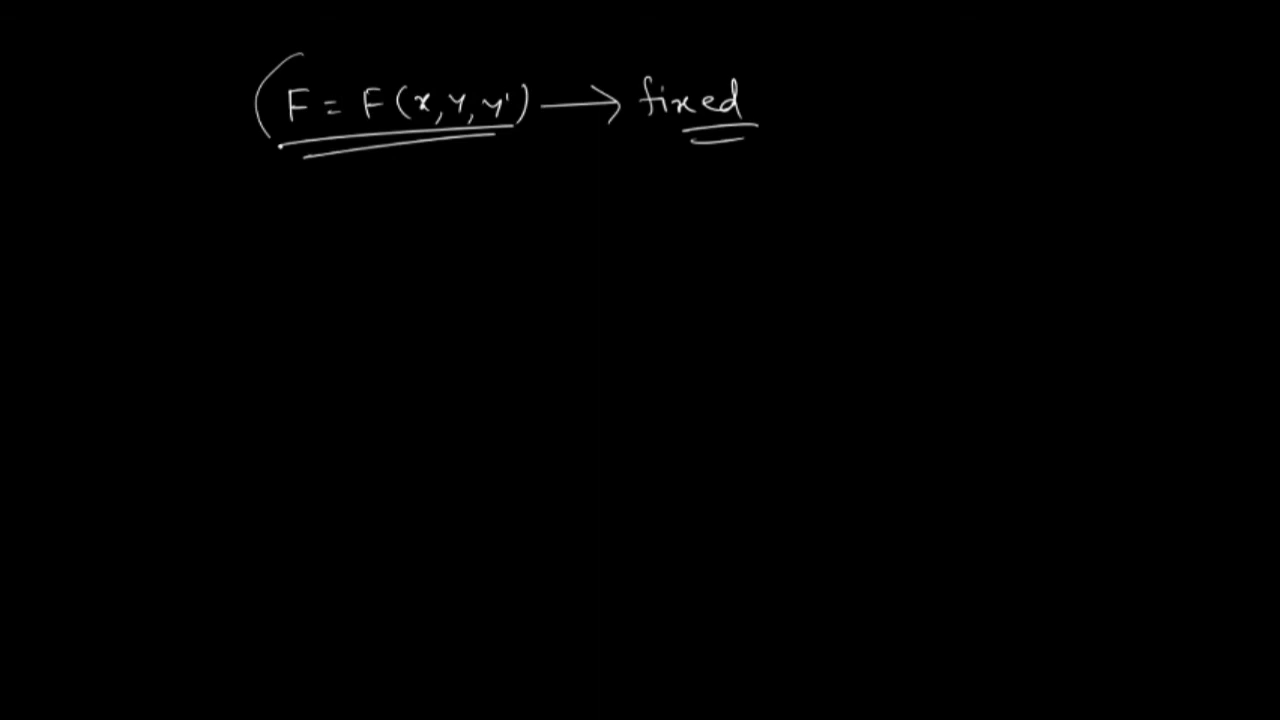 (F = F(x, y, y') → fixed